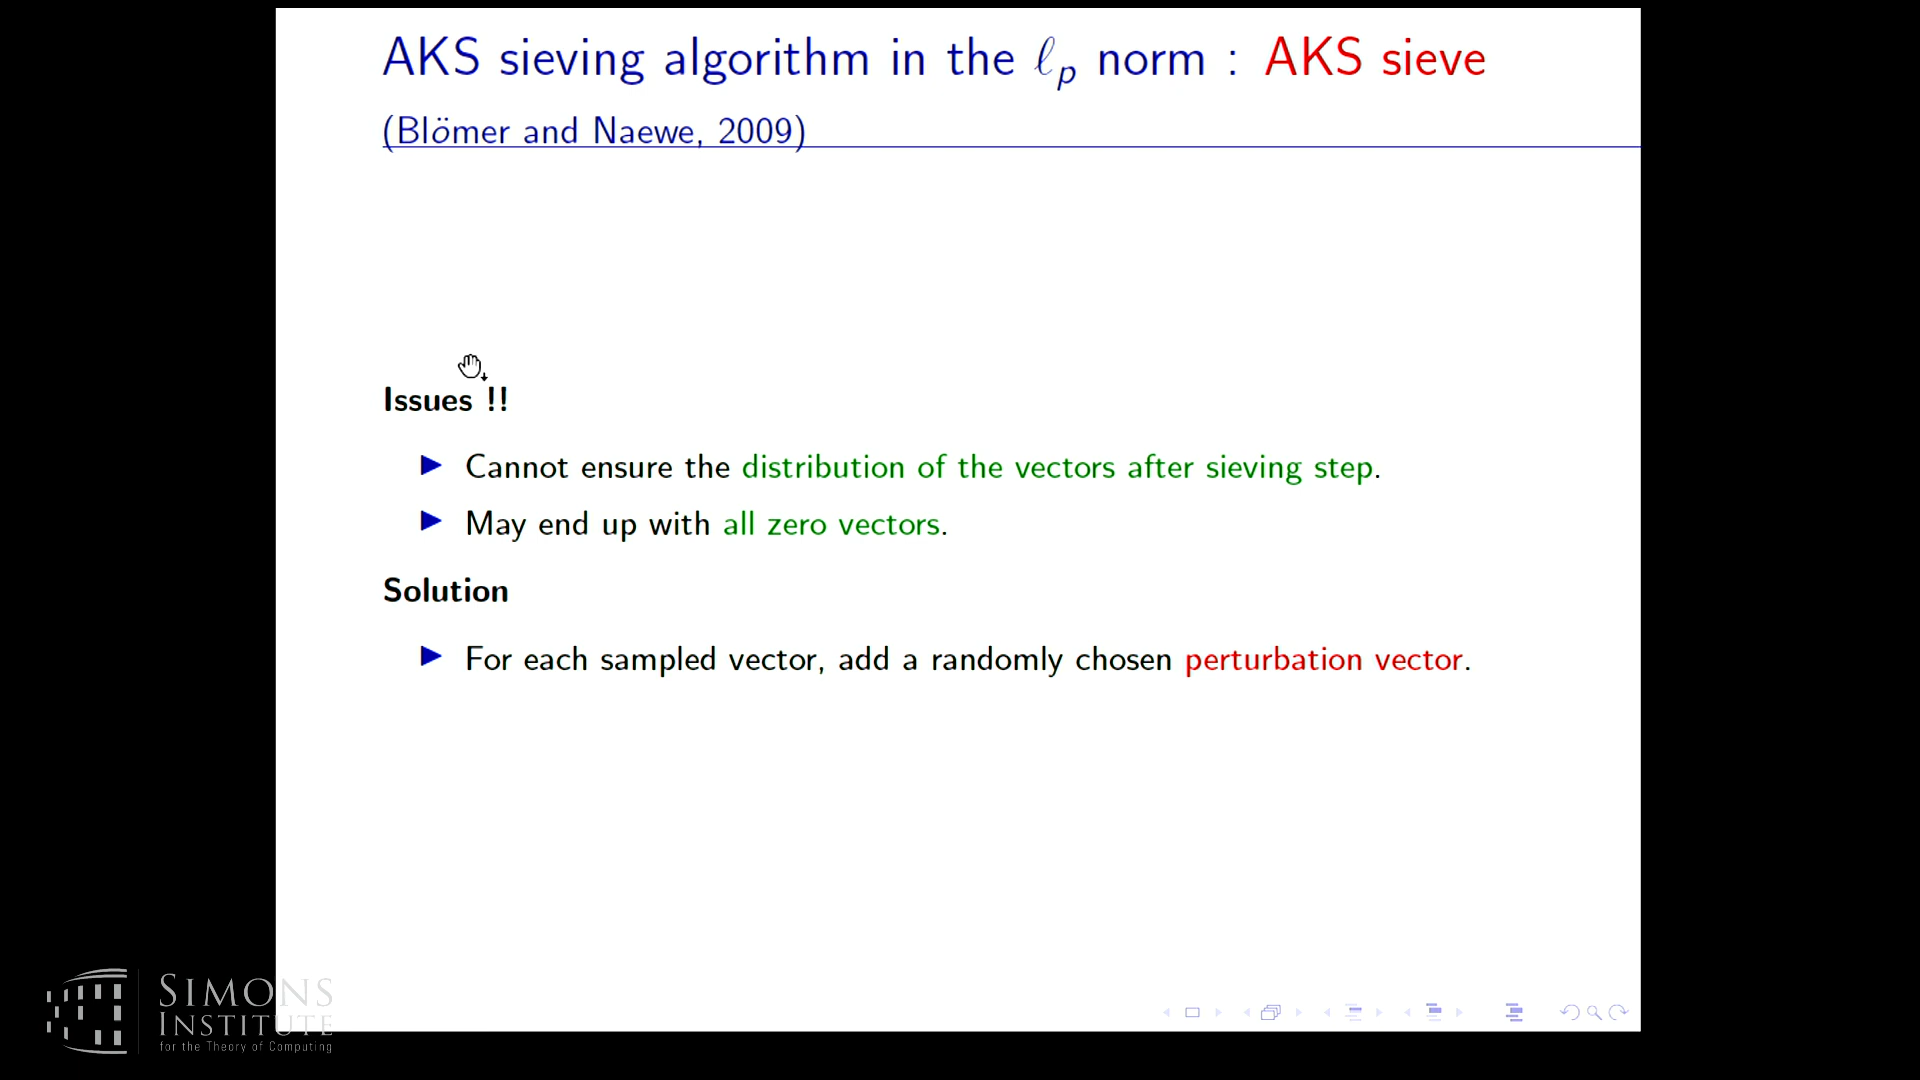 AKS sieving algorithm in the ℓp norm : AKS sieve
(Blömer and Naewe, 2009)
Issues !!
Cannot ensure the distribution of the vectors after sieving step.
May end up with all zero vectors.
Solution
For each sampled vector, add a randomly chosen perturbation vector.
SIMONS
INSTITUTE
for the Theory of Computing